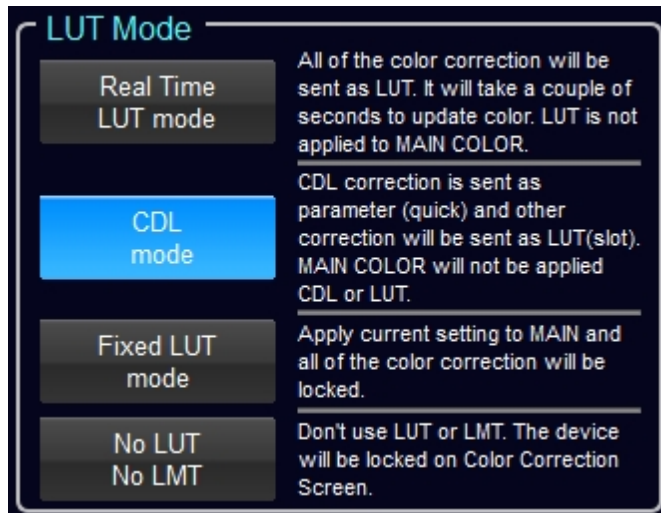 LUT Mode
Real Time
LUT mode
All of the color correction will be
sent as LUT. It will take a couple of
seconds to update color. LUT is not
applied to MAIN COLOR.
CDL
mode
CDL correction is sent as
parameter (quick) and other
correction will be sent as LUT(slot).
MAIN COLOR will not be applied
CDL or LUT.
Fixed LUT
mode
Apply current setting to MAIN and
all of the color correction will be
locked.
No LUT
No LMT
Don't use LUT or LMT. The device
will be locked on Color Correction
Screen.